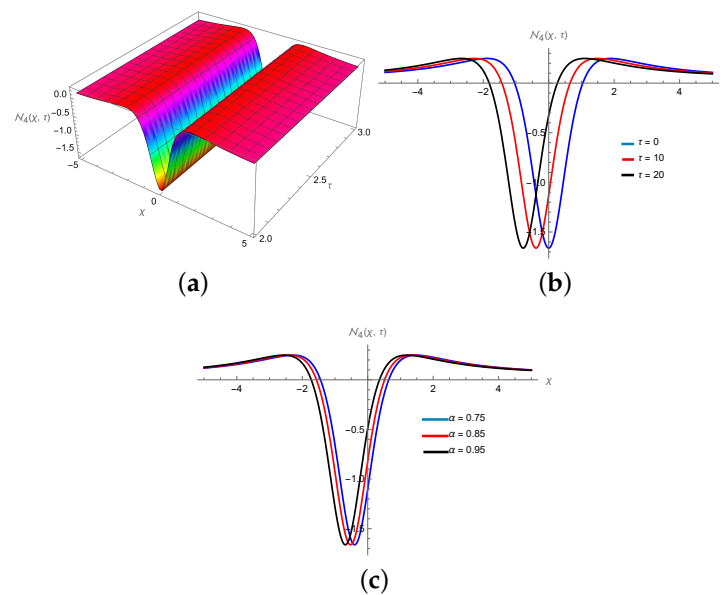 N₄(χ, τ)
0.0
−0.5
−1.0
−1.5
−5
0
5
χ
2.0
2.5
3.0
τ
(a)
N₄(χ, τ)
−4 −2 2 4
−0.5
−1.0
−1.5
τ = 0
τ = 10
τ = 20
(b)
N₄(χ, τ)
−4 −2 2 4 χ
−0.5
−1.0
−1.5
α = 0.75
α = 0.85
α = 0.95
(c)